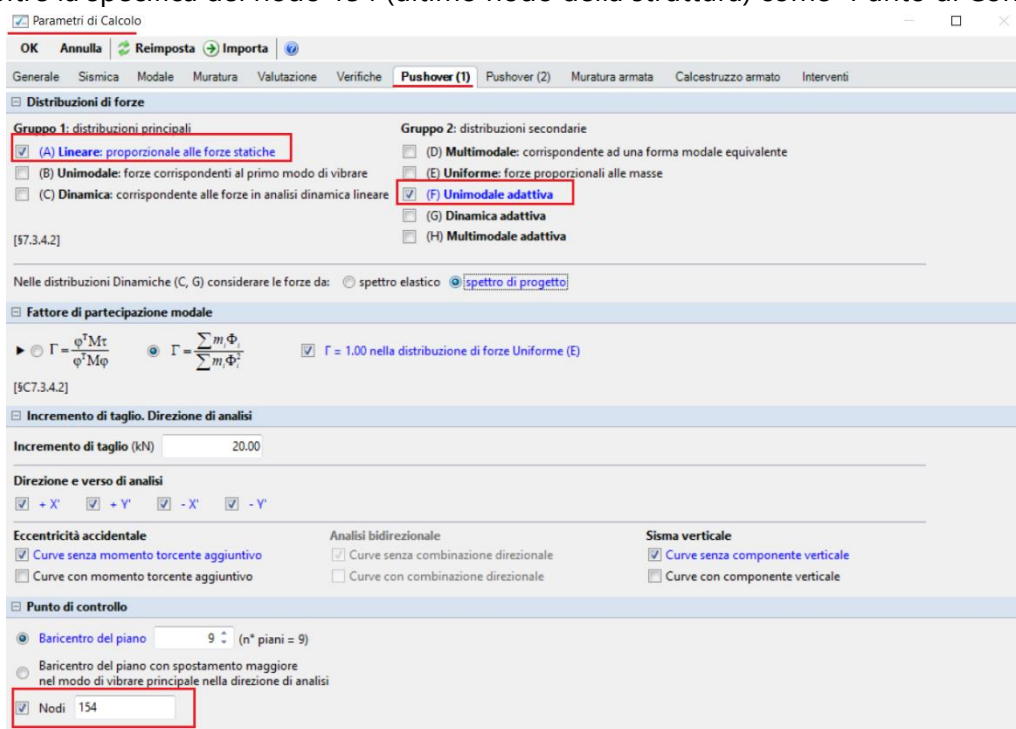 Parametri di Calcolo
OK Annulla Reimposta Importa
Generale Sismica Modale Muratura Valutazione Verifiche Pushover (1) Pushover (2) Muratura armata Calcestruzzo armato Interventi
Distribuzioni di forze
Gruppo 1: distribuzioni principali
Gruppo 2: distribuzioni secondarie
(A) Lineare: proporzionale alle forze statiche
(D) Multimodale: corrispondente ad una forma modale equivalente
(B) Unimodale: forze corrispondenti al primo modo di vibrare
(E) Uniforme: forze proporzionali alle masse
(C) Dinamica: corrispondente alle forze in analisi dinamica lineare
(F) Unimodale adattiva
(G) Dinamica adattiva
[§7.3.4.2]
(H) Multimodale adattiva
Nelle distribuzioni Dinamiche (C, G) considerare le forze da: spettro elastico spettro di progetto
Fattore di partecipazione modale
Γ = φᵀMτ / φᵀMφ Γ = ∑ mᵢΦᵢ / ∑ mᵢΦᵢ² Γ = 1.00 nella distribuzione di forze Uniforme (E)
[§C7.3.4.2]
Incremento di taglio. Direzione di analisi
Incremento di taglio (kN) 20.00
Direzione e verso di analisi
+ X' + Y' - X' - Y'
Eccentricità accidentale Analisi bidirezionale Sisma verticale
Curve senza momento torcente aggiuntivo Curve senza combinazione direzionale Curve senza componente verticale
Curve con momento torcente aggiuntivo Curve con combinazione direzionale Curve con componente verticale
Punto di controllo
Baricentro del piano 9 (n° piani = 9)
Baricentro del piano con spostamento maggiore
nel modo di vibrare principale nella direzione di analisi
Nodi 154